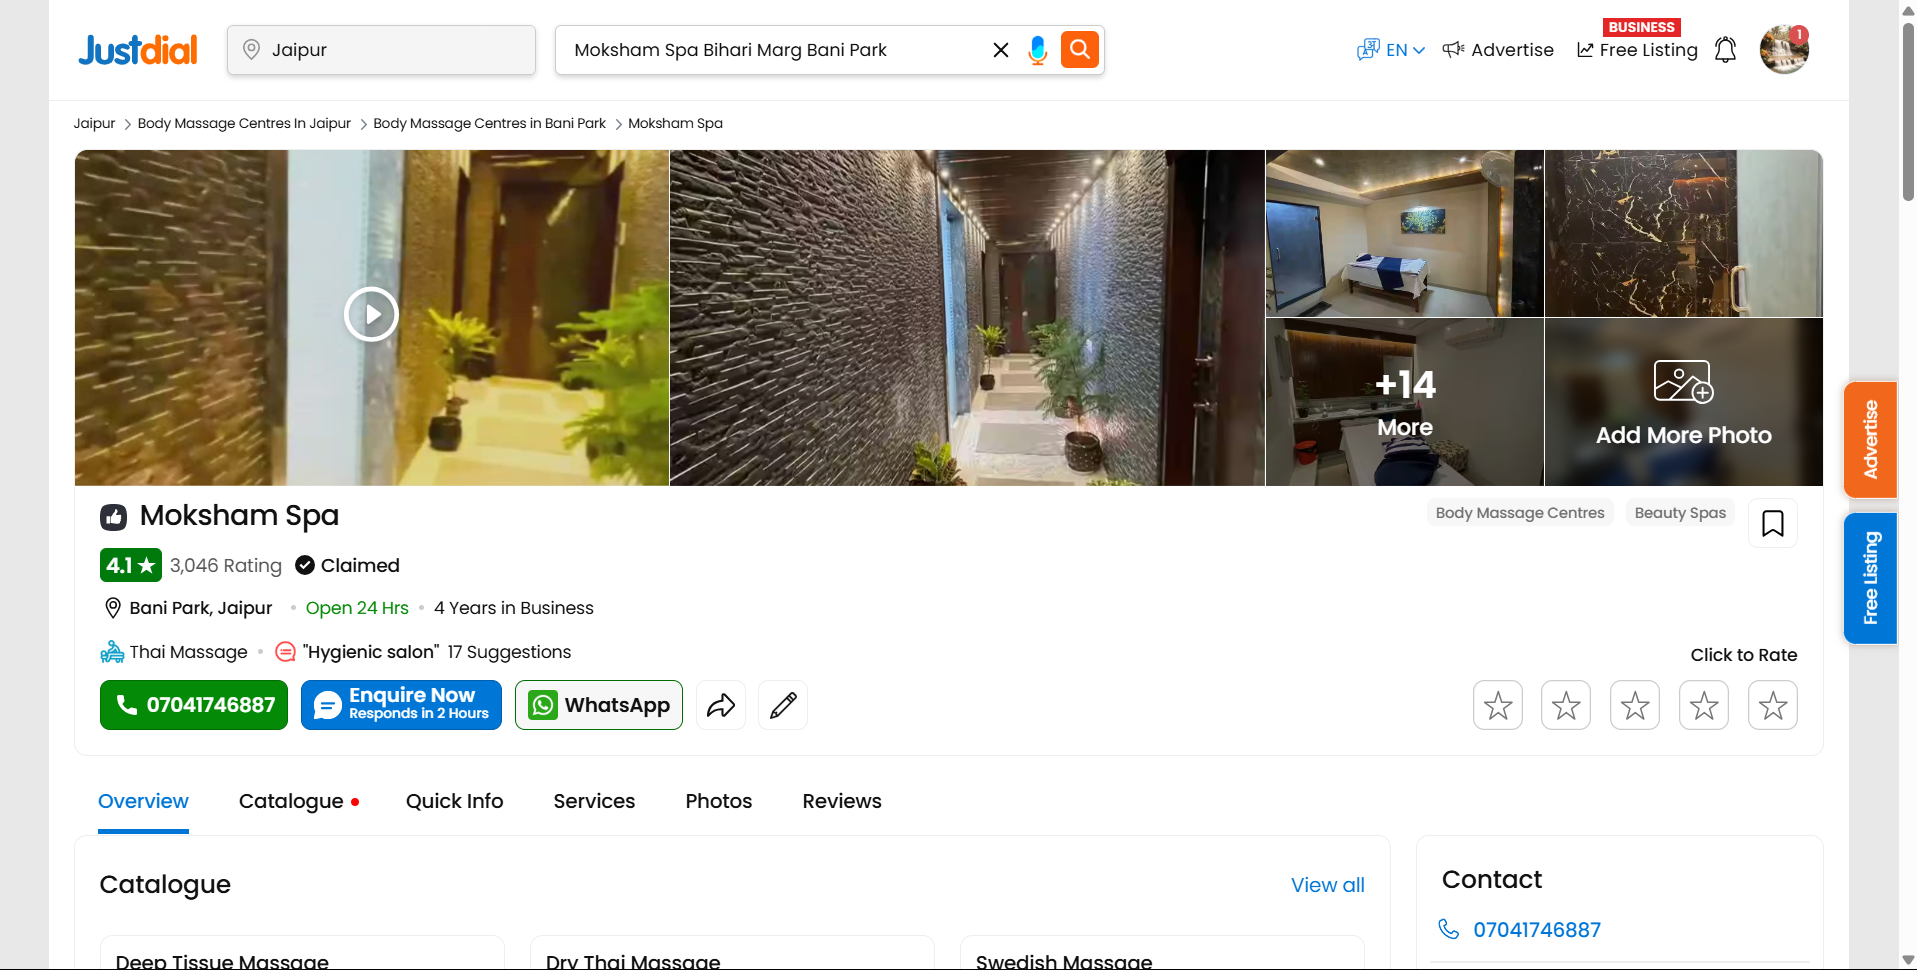 Justdial
Jaipur
Moksham Spa Bihari Marg Bani Park
EN
Advertise
BUSINESS
Free Listing
1
Jaipur > Body Massage Centres In Jaipur > Body Massage Centres in Bani Park > Moksham Spa
+14
More
Add More Photo
Advertise
Free Listing
Moksham Spa
Body Massage Centres
Beauty Spas
4.1 ★ 3,046 Rating Claimed
Bani Park, Jaipur • Open 24 Hrs • 4 Years in Business
Thai Massage • "Hygienic salon" 17 Suggestions
Click to Rate
07041746887
Enquire Now
Responds in 2 Hours
WhatsApp
Overview
Catalogue
Quick Info
Services
Photos
Reviews
Catalogue
View all
Deep Tissue Massage
Dry Thai Massage
Swedish Massage
Contact
07041746887